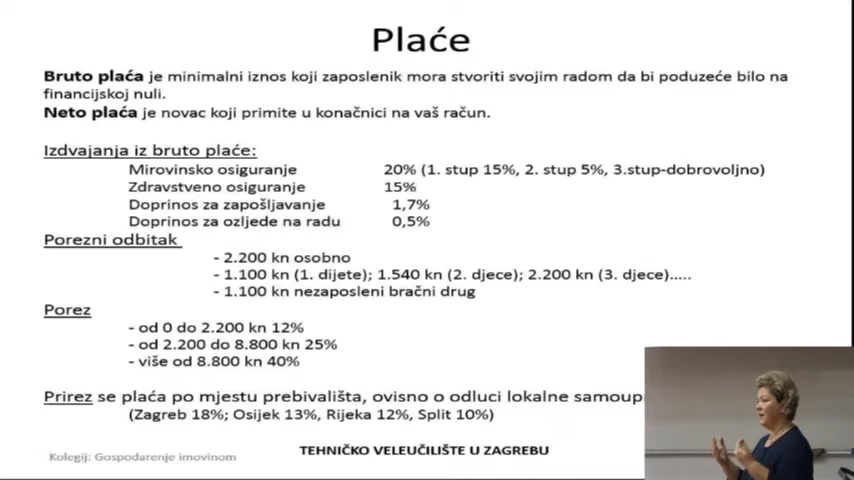 Plaće
Bruto plaća je minimalni iznos koji zaposlenik mora stvoriti svojim radom da bi poduzeće bilo na
financijskoj nuli.
Neto plaća je novac koji primite u konačnici na vaš račun.
Izdvajanja iz bruto plaće:
Mirovinsko osiguranje 20% (1. stup 15%, 2. stup 5%, 3.stup-dobrovoljno)
Zdravstveno osiguranje 15%
Doprinos za zapošljavanje 1,7%
Doprinos za ozljede na radu 0,5%
Porezni odbitak
- 2.200 kn osobno
- 1.100 kn (1. dijete); 1.540 kn (2. djece); 2.200 kn (3. djece).....
- 1.100 kn nezaposleni bračni drug
Porez
- od 0 do 2.200 kn 12%
- od 2.200 do 8.800 kn 25%
- više od 8.800 kn 40%
Prirez se plaća po mjestu prebivališta, ovisno o odluci lokalne samoupr
(Zagreb 18%; Osijek 13%, Rijeka 12%, Split 10%)
Kolegij: Gospodarenje imovinom
TEHNIČKO VELEUČILIŠTE U ZAGREBU